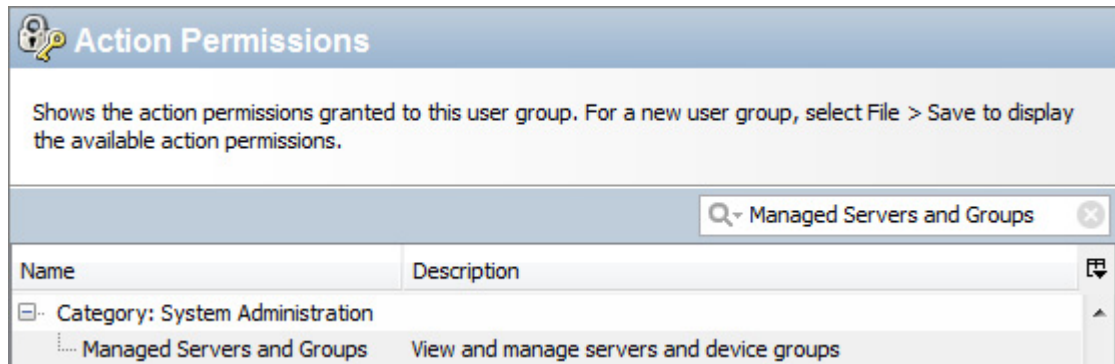 Action Permissions
Shows the action permissions granted to this user group. For a new user group, select File > Save to display
the available action permissions.
Managed Servers and Groups
Name Description
Category: System Administration
Managed Servers and Groups View and manage servers and device groups